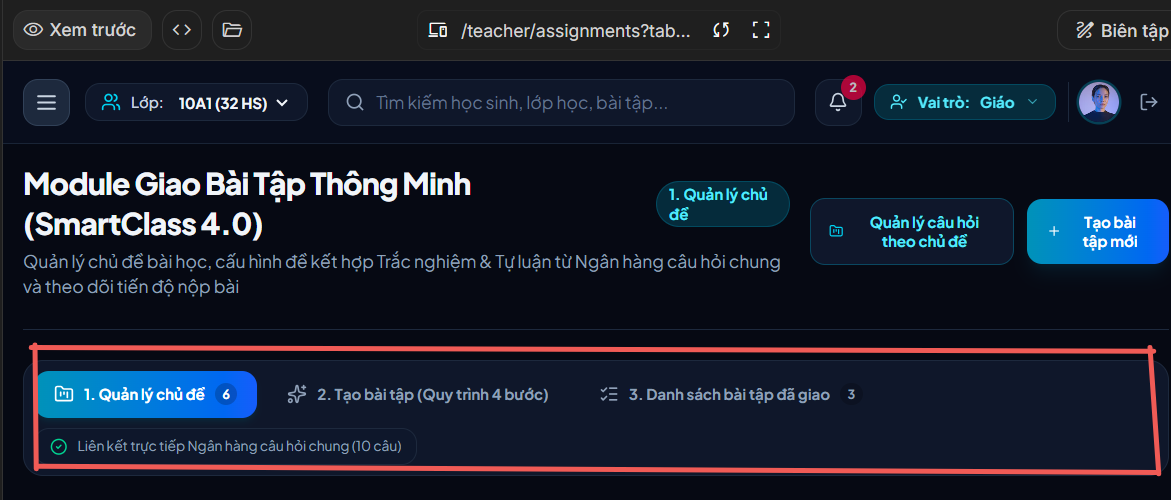 Xem trước
/teacher/assignments?tab...
Biên tập
Lớp: 10A1 (32 HS)
Tìm kiếm học sinh, lớp học, bài tập...
2
Vai trò: Giáo
Module Giao Bài Tập Thông Minh
(SmartClass 4.0)
1. Quản lý chủ
đề
Quản lý câu hỏi
theo chủ đề
Tạo bài
tập mới
Quản lý chủ đề bài học, cấu hình đề kết hợp Trắc nghiệm & Tự luận từ Ngân hàng câu hỏi chung
và theo dõi tiến độ nộp bài
1. Quản lý chủ đề 6
2. Tạo bài tập (Quy trình 4 bước)
3. Danh sách bài tập đã giao 3
Liên kết trực tiếp Ngân hàng câu hỏi chung (10 câu)